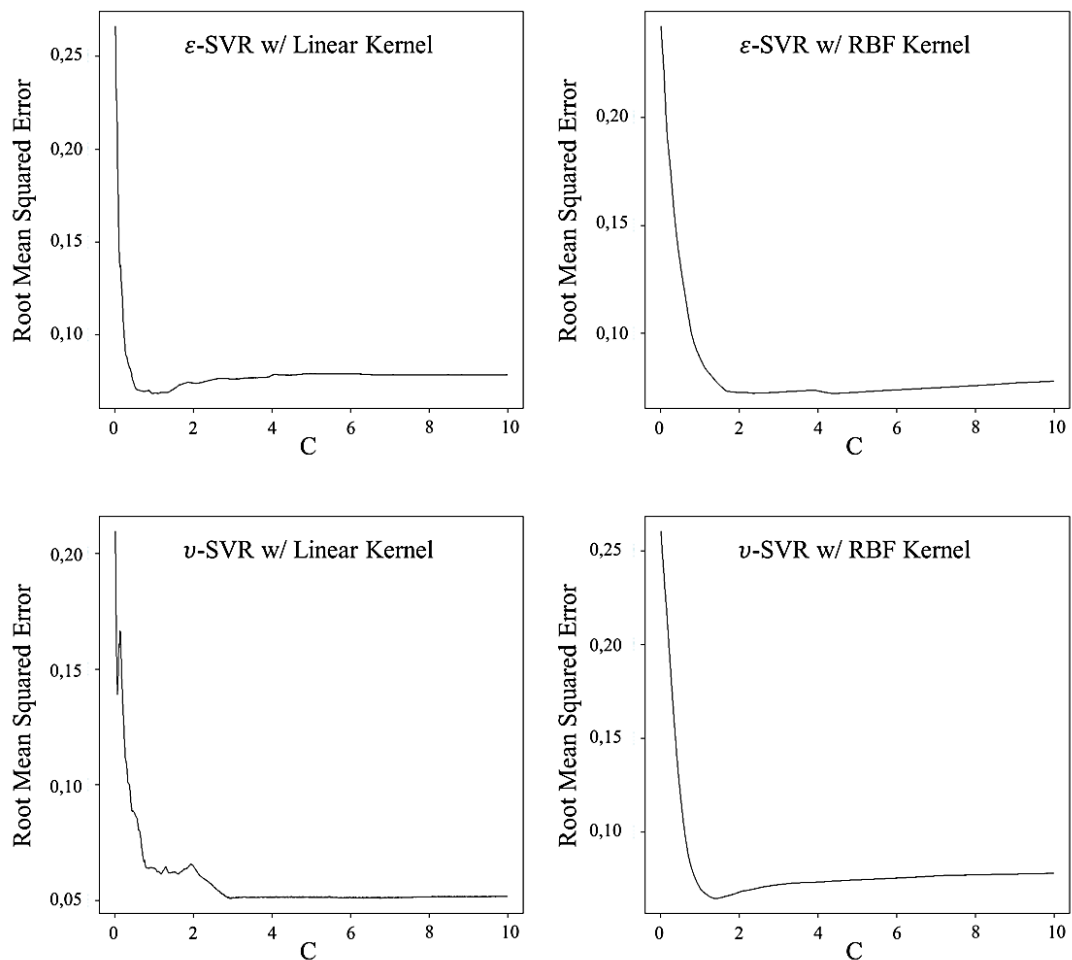 ε-SVR w/ Linear Kernel
Root Mean Squared Error
0,25
0,20
0,15
0,10
0 2 4 6 8 10
C
ε-SVR w/ RBF Kernel
Root Mean Squared Error
0,20
0,15
0,10
0 2 4 6 8 10
C
υ-SVR w/ Linear Kernel
Root Mean Squared Error
0,20
0,15
0,10
0,05
0 2 4 6 8 10
C
υ-SVR w/ RBF Kernel
Root Mean Squared Error
0,25
0,20
0,15
0,10
0 2 4 6 8 10
C